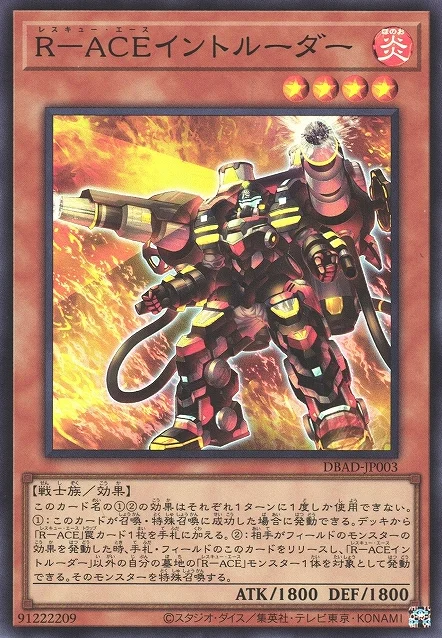 レスキュー・エース
R－ACEイントルーダー
ほのお
炎
DBAD-JP003
【戦士族／効果】
このカード名の①②の効果はそれぞれ1ターンに1度しか使用できない。
①：このカードが召喚・特殊召喚に成功した場合に発動できる。デッキから
「R－ACE」罠カード1枚を手札に加える。②：相手がフィールドのモンスターの
効果を発動した時、手札・フィールドのこのカードをリリースし、「R－ACEイン
トルーダー」以外の自分の墓地の「R－ACE」モンスター1体を対象として発動
できる。そのモンスターを特殊召喚する。
ATK/1800 DEF/1800
91222209
©スタジオ・ダイス／集英社・テレビ東京・KONAMI